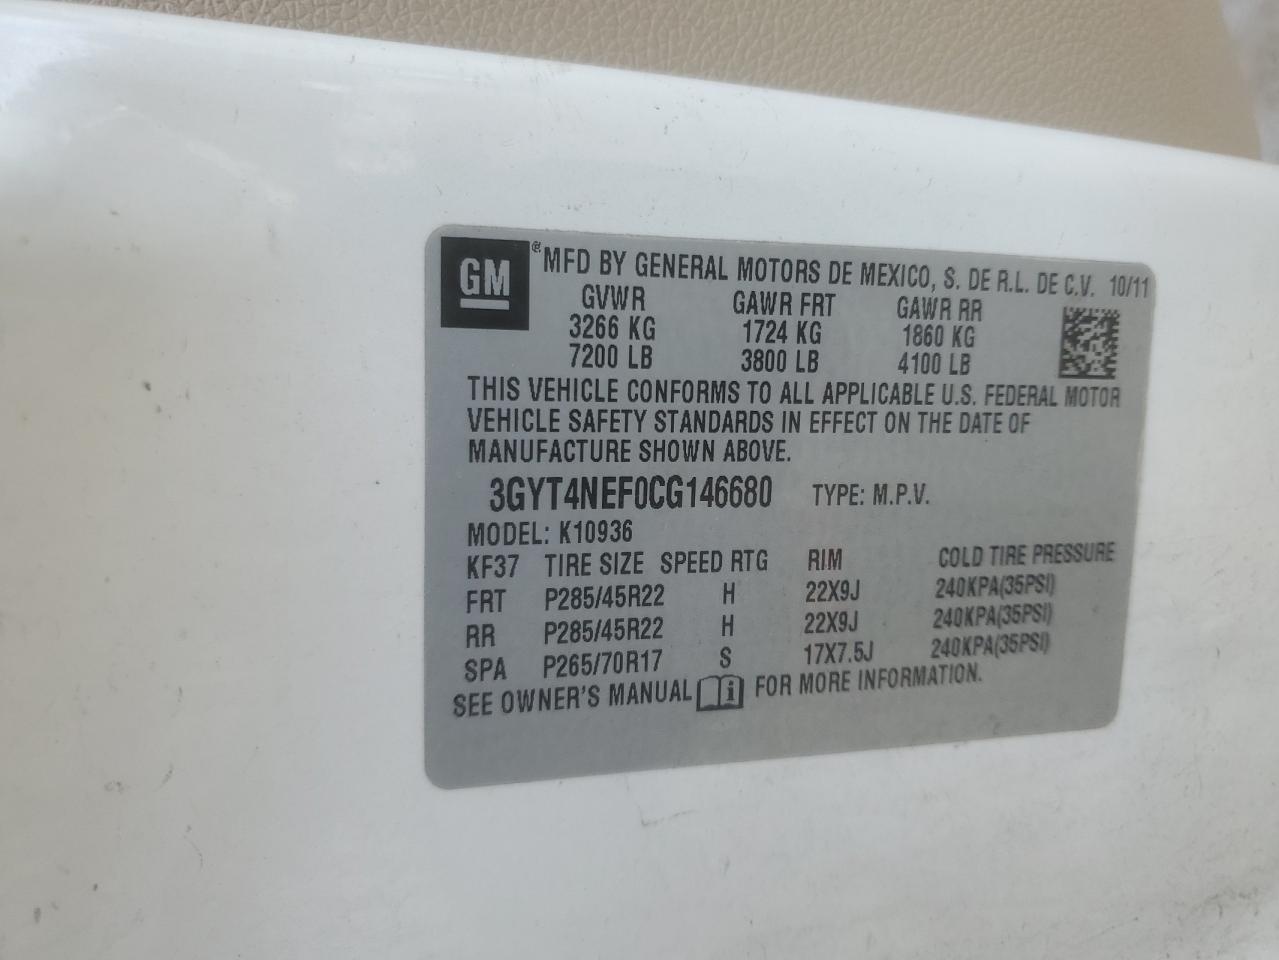 GM ® MFD BY GENERAL MOTORS DE MEXICO, S. DE R.L. DE C.V. 10/11
GVWR GAWR FRT GAWR RR
3266 KG 1724 KG 1860 KG
7200 LB 3800 LB 4100 LB
THIS VEHICLE CONFORMS TO ALL APPLICABLE U.S. FEDERAL MOTOR
VEHICLE SAFETY STANDARDS IN EFFECT ON THE DATE OF
MANUFACTURE SHOWN ABOVE.
3GYT4NEF0CG146680 TYPE: M.P.V.
MODEL: K10936
KF37 TIRE SIZE SPEED RTG RIM COLD TIRE PRESSURE
FRT P285/45R22 H 22X9J 240KPA(35PSI)
RR P285/45R22 H 22X9J 240KPA(35PSI)
SPA P265/70R17 S 17X7.5J 240KPA(35PSI)
SEE OWNER'S MANUAL i FOR MORE INFORMATION.